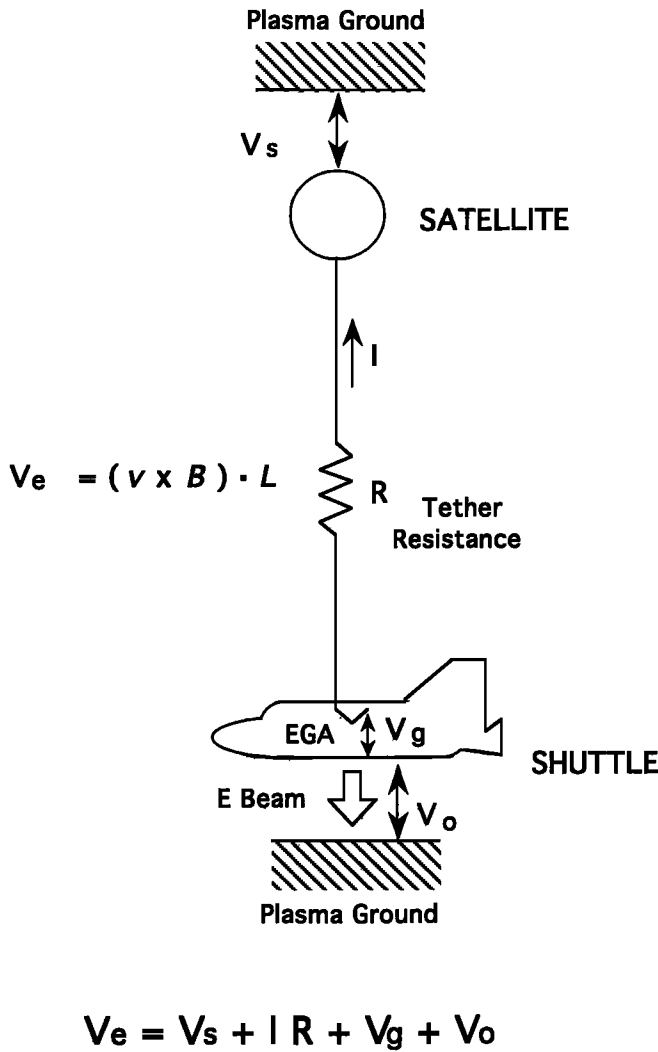 Plasma Ground
Vs
SATELLITE
I
Ve = (v x B) · L
R
Tether
Resistance
EGA
Vg
SHUTTLE
E Beam
Vo
Plasma Ground
Ve = Vs + I R + Vg + Vo